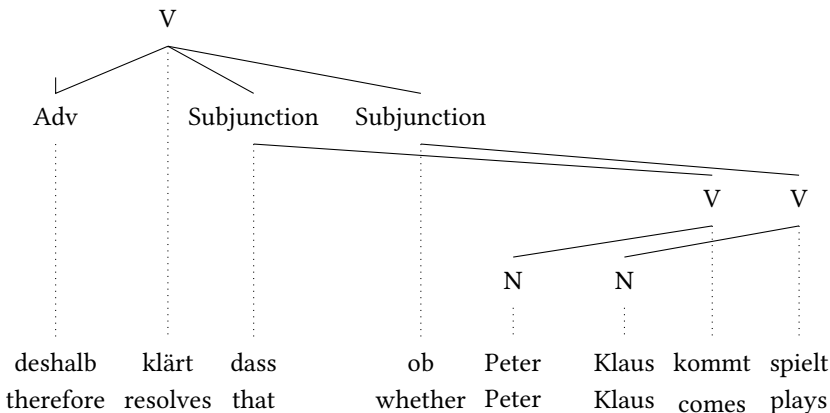 V
Adv Subjunction Subjunction
V V
N N
deshalb klärt dass ob Peter Klaus kommt spielt
therefore resolves that whether Peter Klaus comes plays